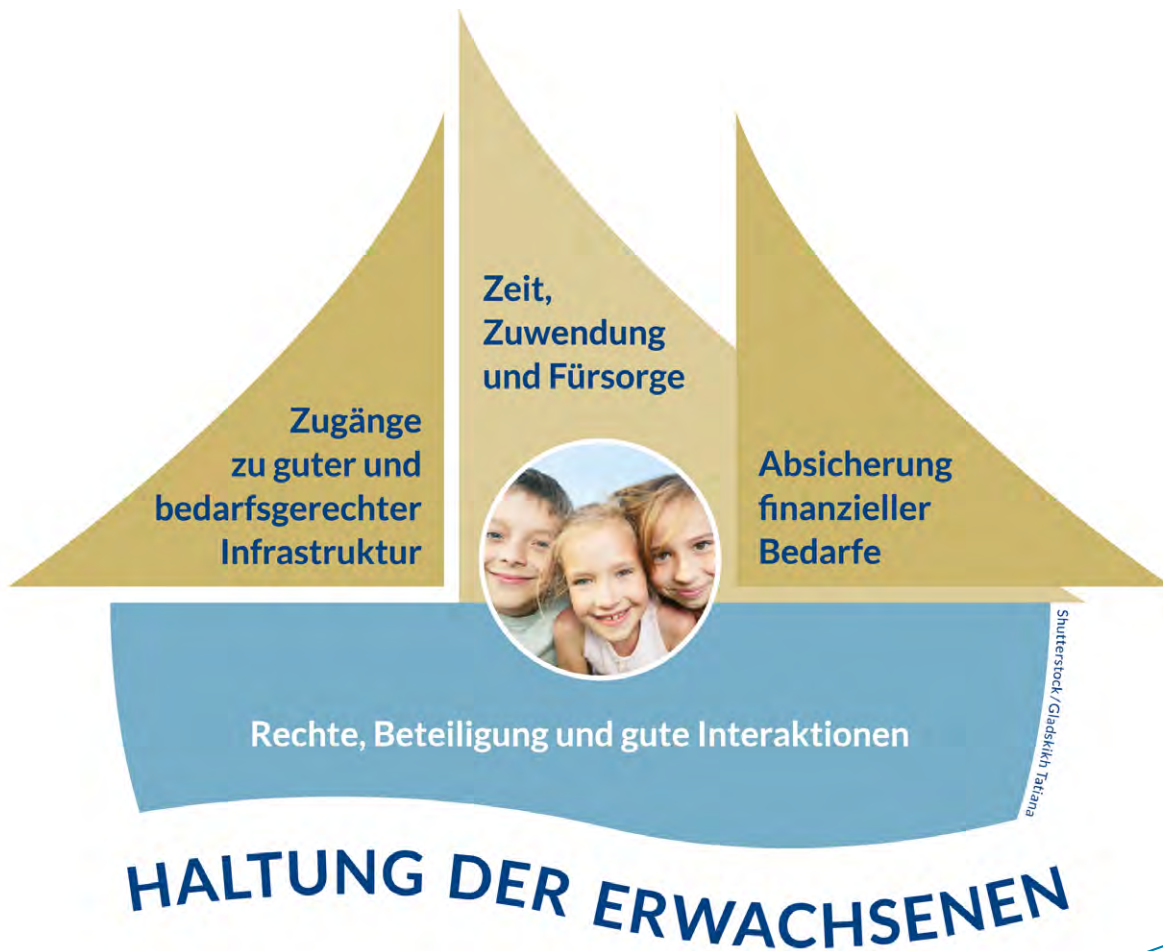 Zeit,
Zuwendung
und Fürsorge
Zugänge
zu guter und
bedarfsgerechter
Infrastruktur
Absicherung
finanzieller
Bedarfe
Rechte, Beteiligung und gute Interaktionen
Shutterstock/Gladskikh Tatiana
HALTUNG DER ERWACHSENEN